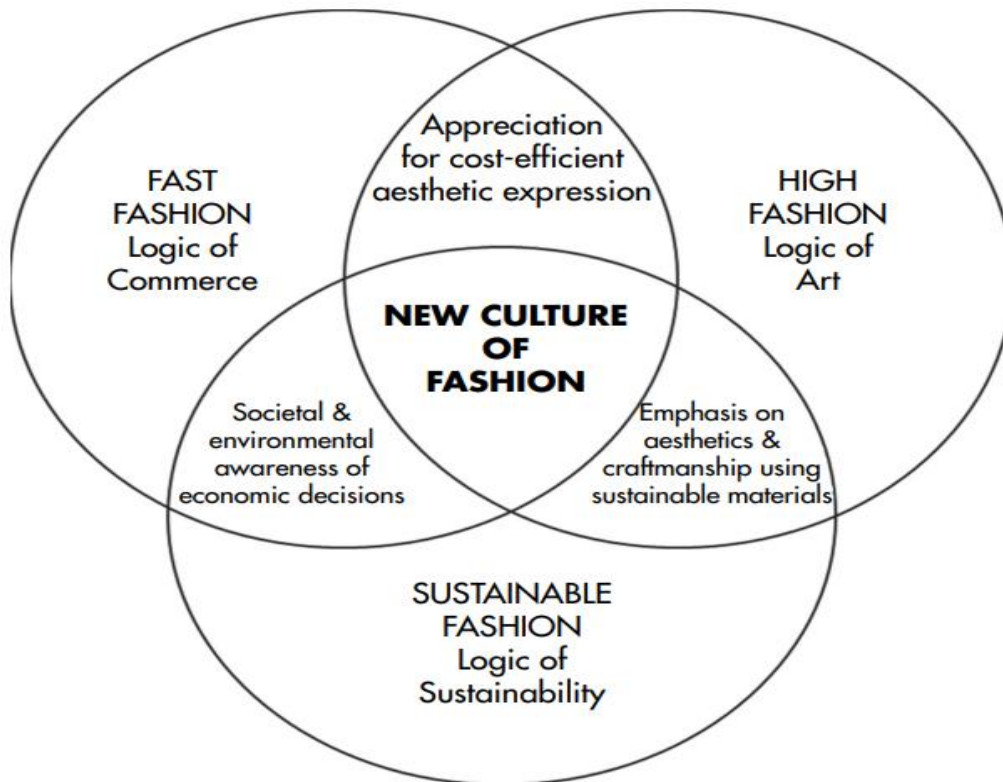 Appreciation
for cost-efficient
aesthetic expression
FAST
FASHION
Logic of
Commerce
HIGH
FASHION
Logic of
Art
NEW CULTURE
OF
FASHION
Societal &
environmental
awareness of
economic decisions
Emphasis on
aesthetics &
craftmanship using
sustainable materials
SUSTAINABLE
FASHION
Logic of
Sustainability